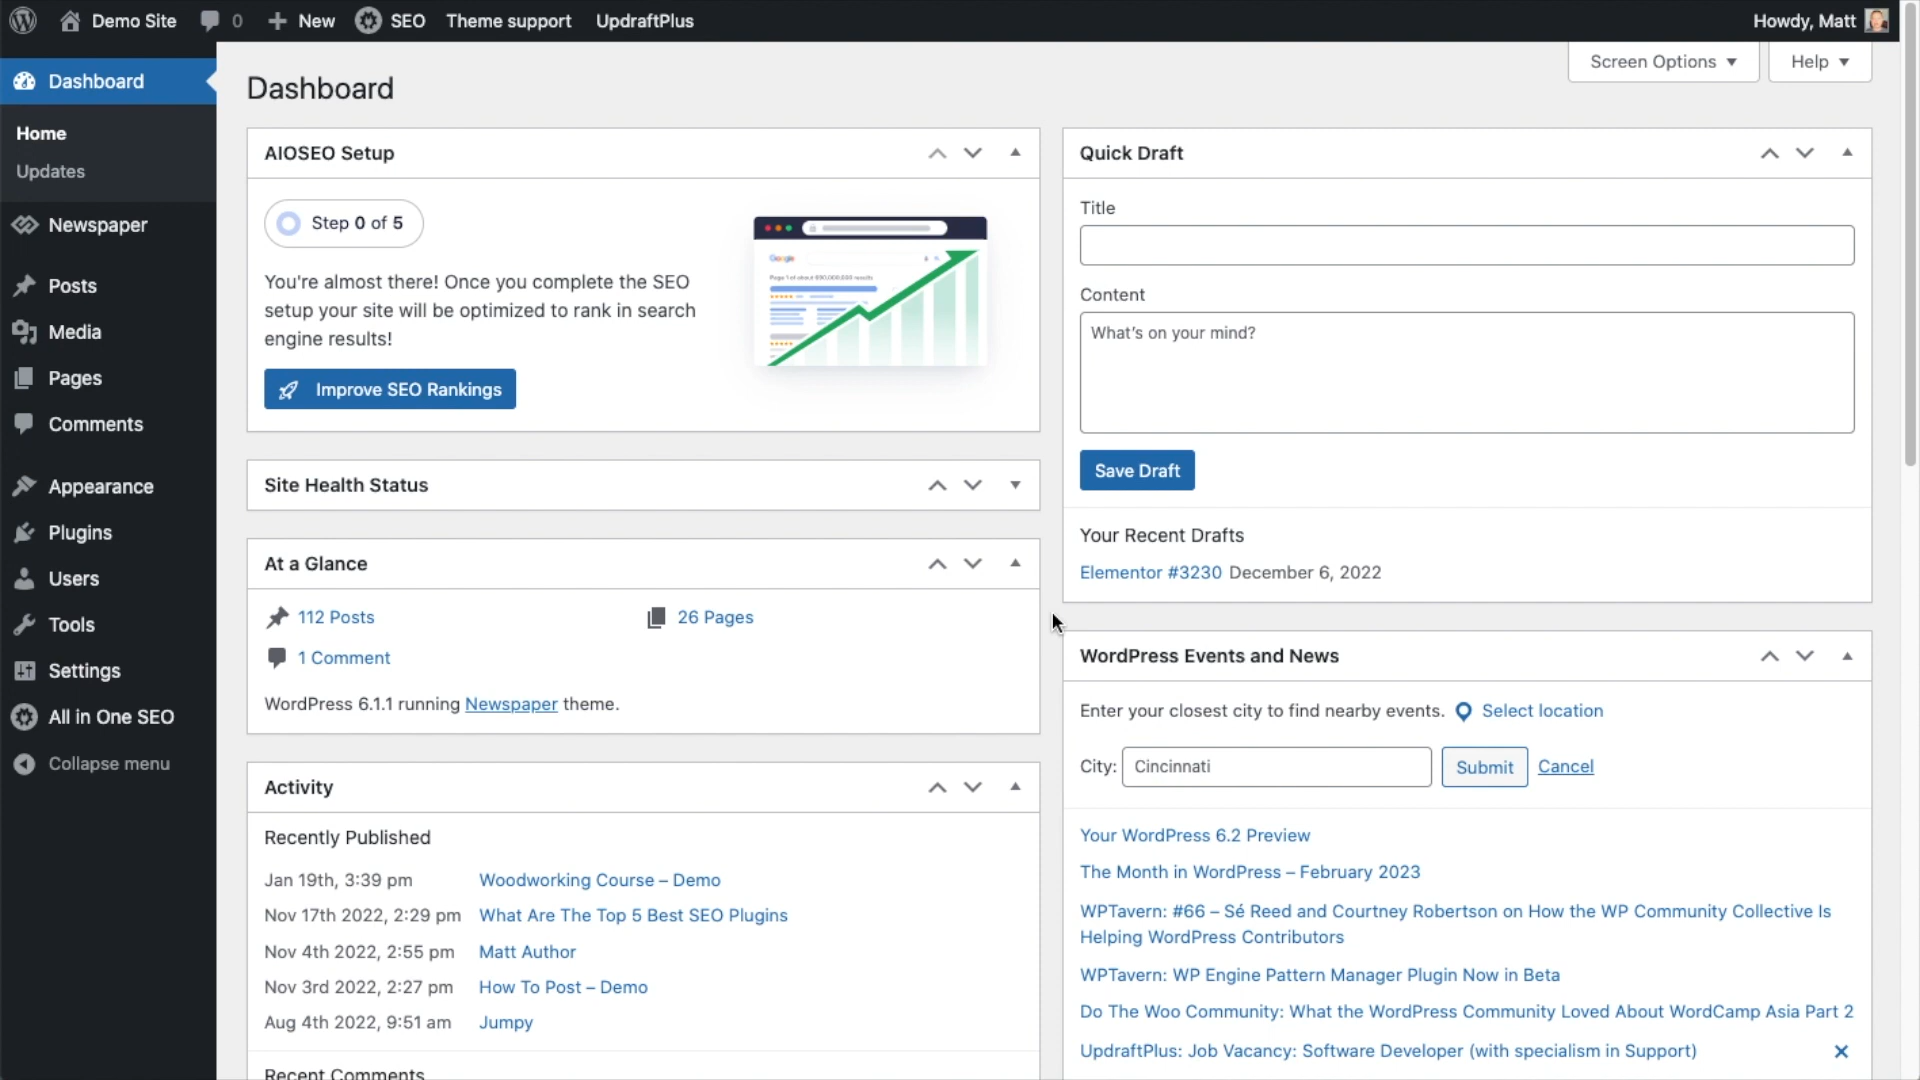 Demo Site 0 New SEO Theme support UpdraftPlus Howdy, Matt
Dashboard
Home
Updates
Newspaper
Posts
Media
Pages
Comments
Appearance
Plugins
Users
Tools
Settings
All in One SEO
Collapse menu
Screen Options ▼ Help ▼
Dashboard
AIOSEO Setup
Step 0 of 5
You're almost there! Once you complete the SEO
setup your site will be optimized to rank in search
engine results!
Improve SEO Rankings
Google
Site Health Status
At a Glance
112 Posts 26 Pages
1 Comment
WordPress 6.1.1 running Newspaper theme.
Activity
Recently Published
Jan 19th, 3:39 pm Woodworking Course – Demo
Nov 17th 2022, 2:29 pm What Are The Top 5 Best SEO Plugins
Nov 4th 2022, 2:55 pm Matt Author
Nov 3rd 2022, 2:27 pm How To Post – Demo
Aug 4th 2022, 9:51 am Jumpy
Recent Comments
Quick Draft
Title
Content
What's on your mind?
Save Draft
Your Recent Drafts
Elementor #3230 December 6, 2022
WordPress Events and News
Enter your closest city to find nearby events. Select location
City: Cincinnati Submit Cancel
Your WordPress 6.2 Preview
The Month in WordPress – February 2023
WPTavern: #66 – Sé Reed and Courtney Robertson on How the WP Community Collective Is
Helping WordPress Contributors
WPTavern: WP Engine Pattern Manager Plugin Now in Beta
Do The Woo Community: What the WordPress Community Loved About WordCamp Asia Part 2
UpdraftPlus: Job Vacancy: Software Developer (with specialism in Support)